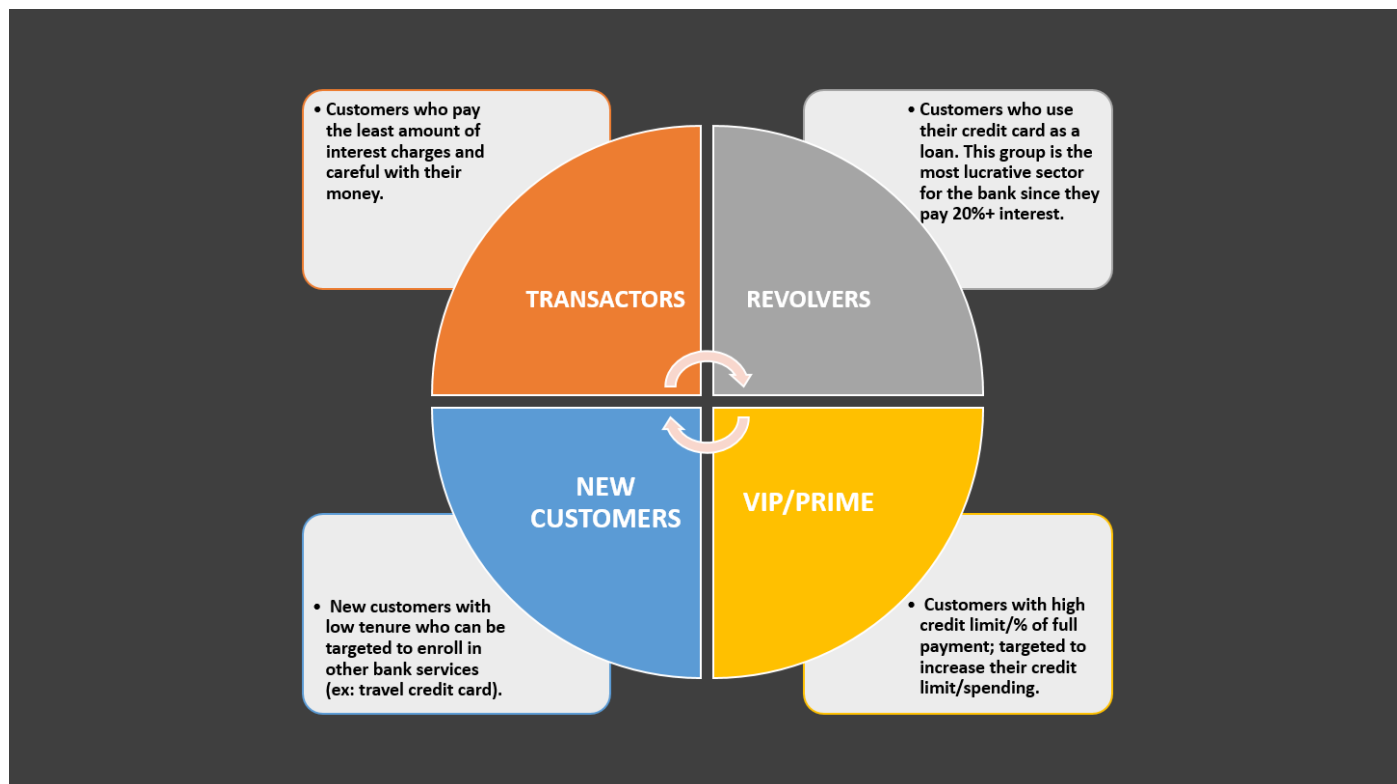 • Customers who pay
the least amount of
interest charges and
careful with their
money.
• Customers who use
their credit card as a
loan. This group is the
most lucrative sector
for the bank since they
pay 20%+ interest.
TRANSACTORS
REVOLVERS
NEW
CUSTOMERS
VIP/PRIME
• New customers with
low tenure who can be
targeted to enroll in
other bank services
(ex: travel credit card).
• Customers with high
credit limit/% of full
payment; targeted to
increase their credit
limit/spending.